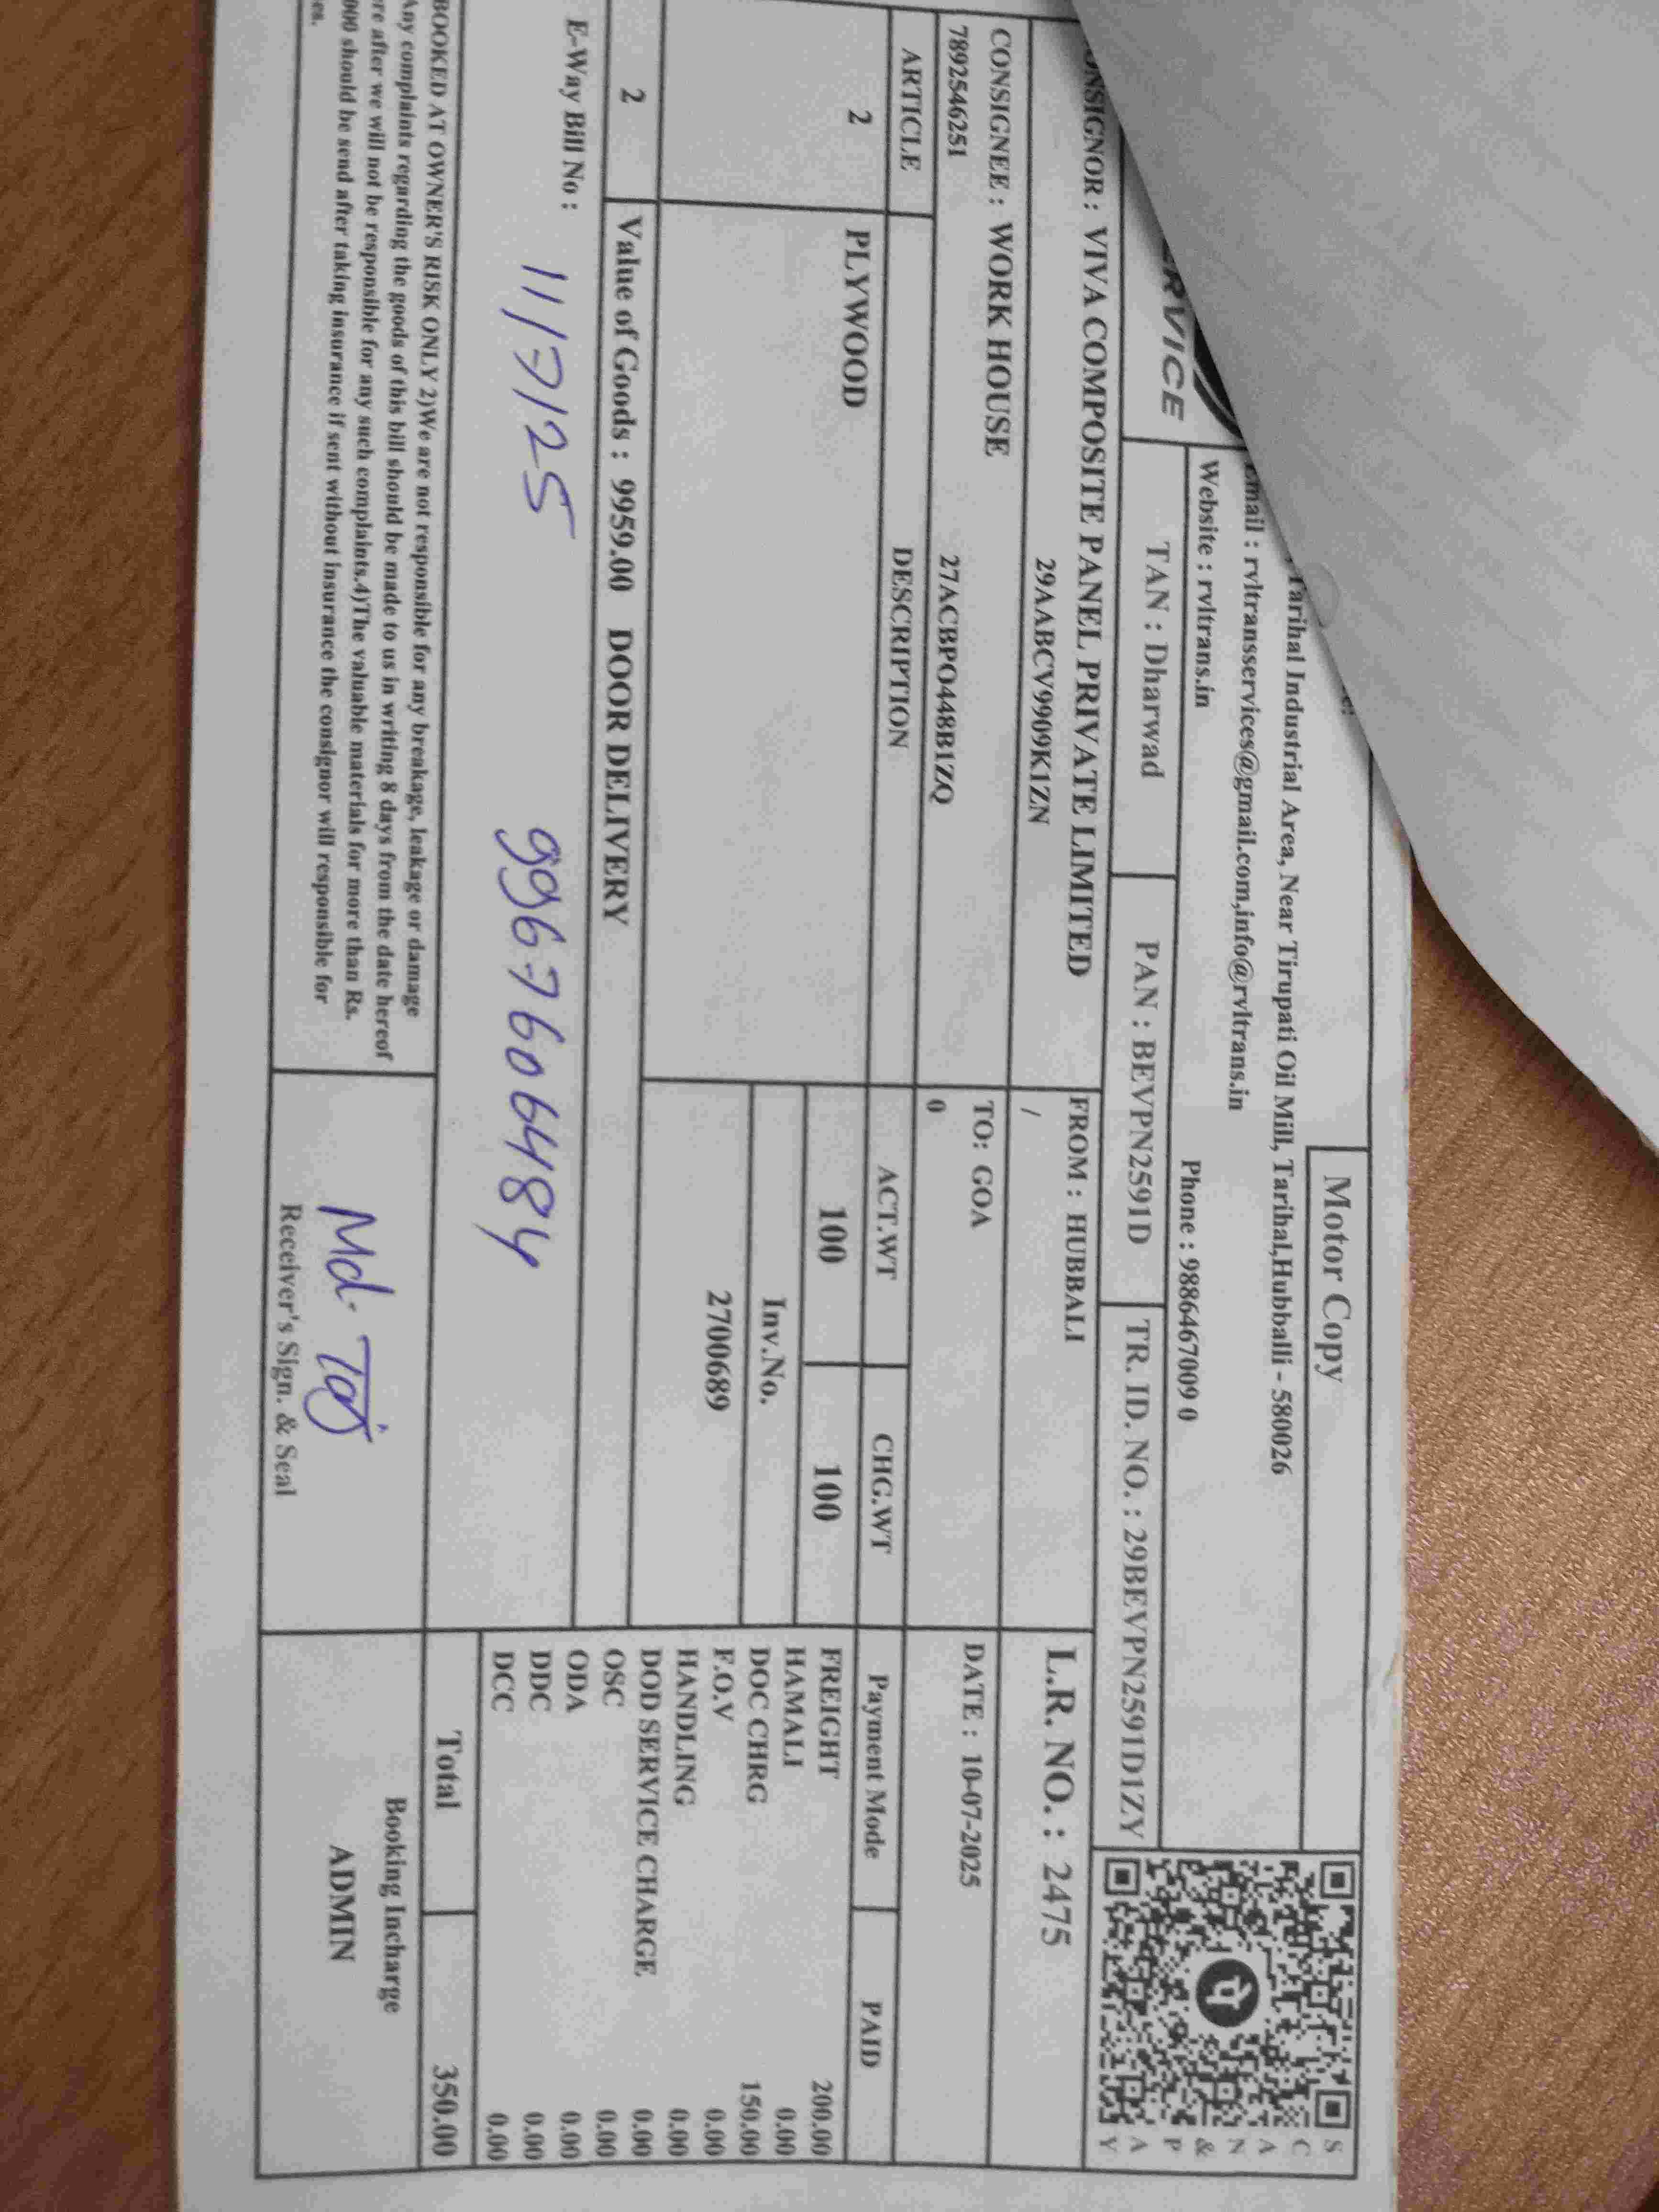 Motor Copy
Tarihal Industrial Area, Near Tirupati Oil Mill, Tarihal,Hubballi - 580026
Email : rvltransservices@gmail.com,info@rvltrans.in
Website : rvltrans.in Phone : 9886467009 0
SCAN & PAY
TAN : Dharwad PAN : BEVPN2591D TR. ID. NO. : 29BEVPN2591D1ZY
CONSIGNOR : VIVA COMPOSITE PANEL PRIVATE LIMITED FROM : HUBBALI L.R. NO. : 2475
29AABCV9909K1ZN /
CONSIGNEE : WORK HOUSE TO: GOA DATE : 10-07-2025
7892546251 27ACBPO448B1ZQ 0
ARTICLE DESCRIPTION ACT.WT CHG.WT Payment Mode PAID
2 PLYWOOD 100 100
Inv.No.
2700689
FREIGHT 200.00
HAMALI 0.00
DOC CHRG 150.00
F.O.V 0.00
HANDLING 0.00
DOD SERVICE CHARGE 0.00
OSC 0.00
ODA 0.00
DDC 0.00
DCC 0.00
2 Value of Goods : 9959.00 DOOR DELIVERY
E-Way Bill No :
11/7/25 9967606484
Total 350.00
BOOKED AT OWNER'S RISK ONLY 2)We are not responsible for any breakage, leakage or damage
Any complaints regarding the goods of this bill should be made to us in writing 8 days from the date hereof
after we will not be responsible for any such complaints.4)The valuable materials for more than Rs.
should be send after taking insurance if sent without insurance the consignor will responsible for
Md. Taj
Receiver's Sign. & Seal
Booking Incharge
ADMIN